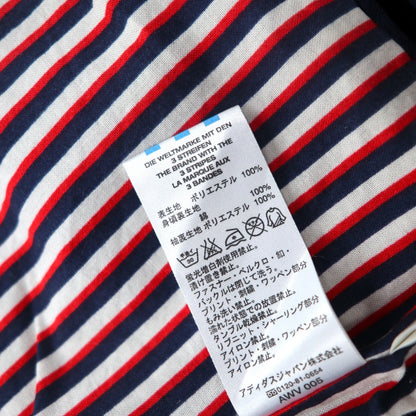 DIE WELTMARKE MIT DEN
3 STREIFEN
THE BRAND WITH THE
3 STRIPES
LA MARQUE AUX
3 BANDES
表生地 ポリエステル 100%
身頃裏生地
綿 100%
袖裏生地 ポリエステル 100%
蛍光増白剤使用禁止。
漬け置き禁止。
ファスナー・ベルクロ・釦・
バックルは閉じて洗う。
プリント・刺繍・ワッペン部分
もみ洗い禁止。
濡れた状態での放置禁止。
タンブル乾燥禁止。
リブニット・シャーリング部分
アイロン禁止。
プリント・刺繍・ワッペン部分
アイロン禁止。
アディダスジャパン株式会社
0120-81-0654
AWV 005